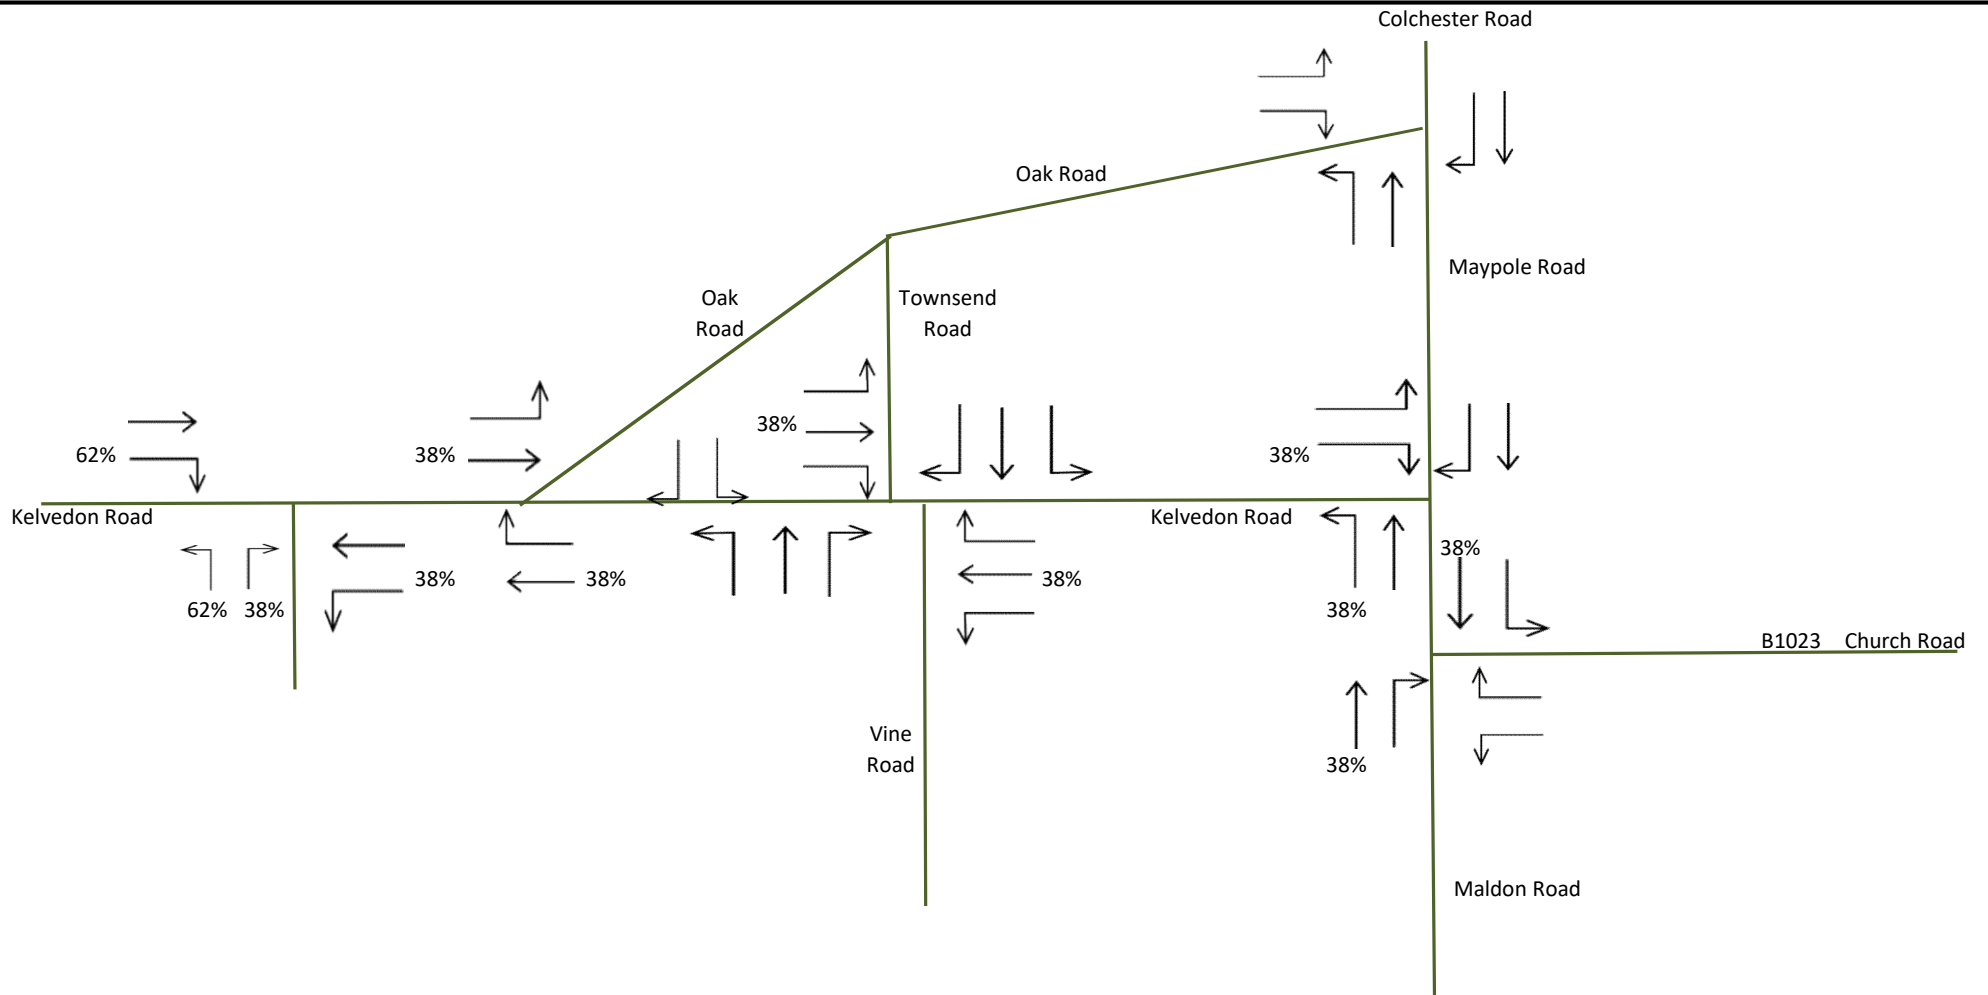 Colchester Road
Oak Road
Maypole Road
Oak
Road
Townsend
Road
38%
62%
38%
38%
Kelvedon Road
Kelvedon Road
38%
38%
38%
38%
62%
38%
38%
B1023 Church Road
Vine
Road
38%
Maldon Road